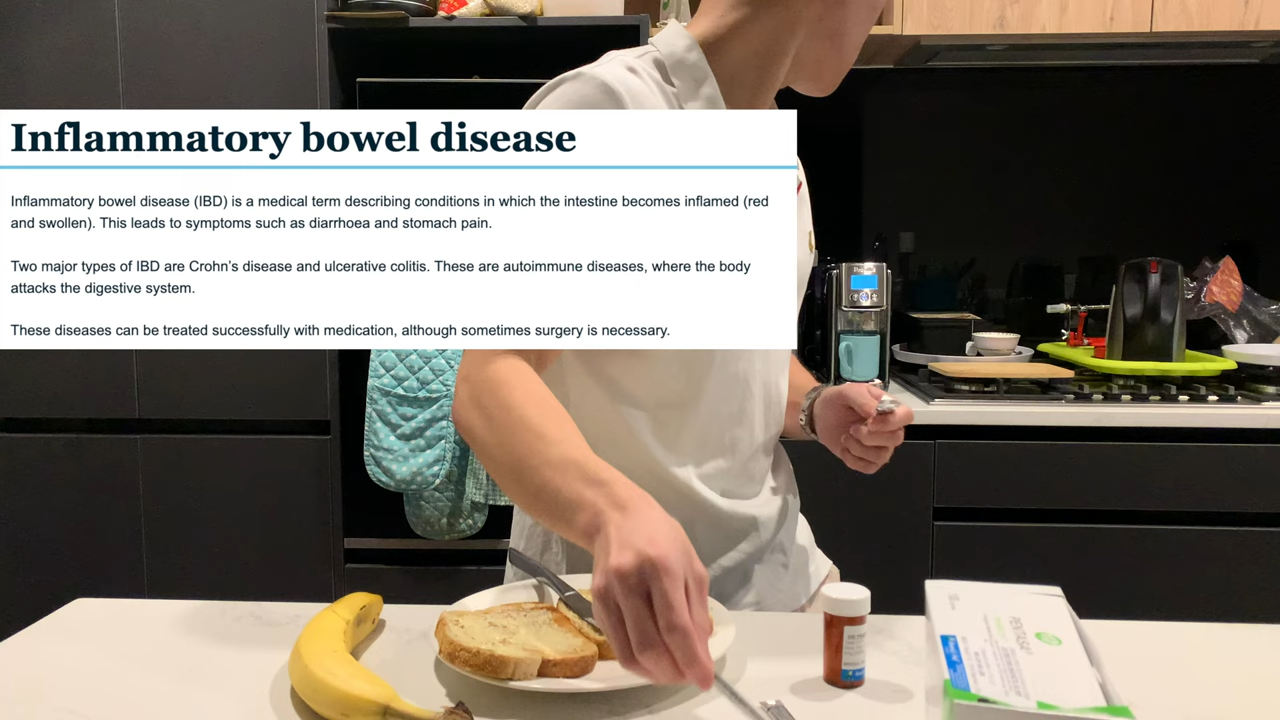 Inflammatory bowel disease
Inflammatory bowel disease (IBD) is a medical term describing conditions in which the intestine becomes inflamed (red
and swollen). This leads to symptoms such as diarrhoea and stomach pain.
Two major types of IBD are Crohn's disease and ulcerative colitis. These are autoimmune diseases, where the body
attacks the digestive system.
These diseases can be treated successfully with medication, although sometimes surgery is necessary.
PENTASA